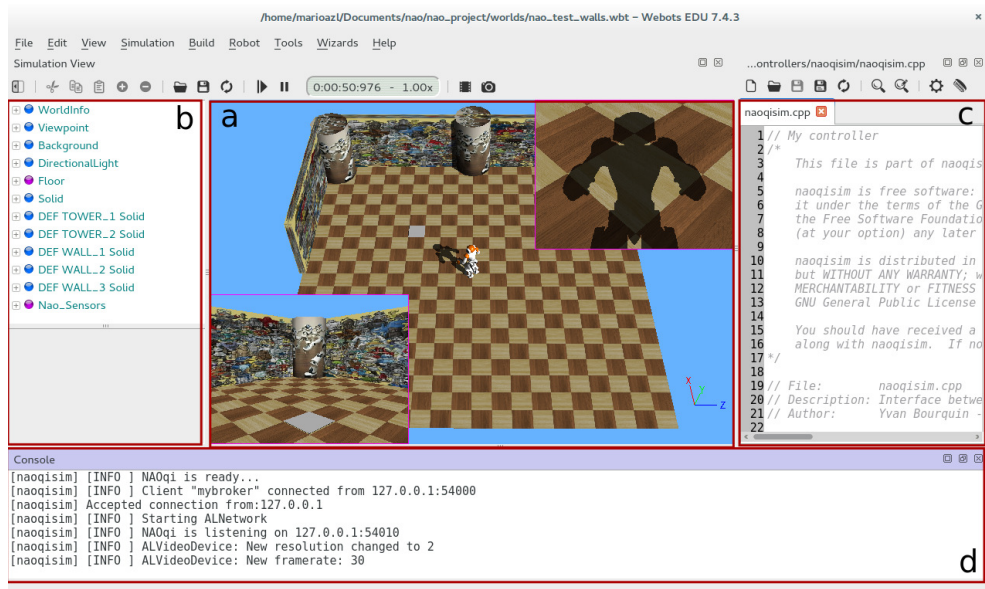 /home/marioazl/Documents/nao/nao_project/worlds/nao_test_walls.wbt – Webots EDU 7.4.3
File Edit View Simulation Build Robot Tools Wizards Help
Simulation View
...ontrollers/naoqisim/naoqisim.cpp
0:00:50:976 - 1.00x
b
WorldInfo
Viewpoint
Background
DirectionalLight
Floor
Solid
DEF TOWER_1 Solid
DEF TOWER_2 Solid
DEF WALL_1 Solid
DEF WALL_2 Solid
DEF WALL_3 Solid
Nao_Sensors
a
X
Y
Z
naoqisim.cpp
c
1 // My controller
2 /*
3 This file is part of naoqis
4
5 naoqisim is free software:
6 it under the terms of the G
7 the Free Software Foundatio
8 (at your option) any later
9
10 naoqisim is distributed in
11 but WITHOUT ANY WARRANTY; w
12 MERCHANTABILITY or FITNESS
13 GNU General Public License
14
15 You should have received a
16 along with naoqisim. If no
17 */
18
19 // File: naoqisim.cpp
20 // Description: Interface betwe
21 // Author: Yvan Bourquin -
22
Console
[naoqisim] [INFO ] NAOqi is ready...
[naoqisim] [INFO ] Client "mybroker" connected from 127.0.0.1:54000
[naoqisim] Accepted connection from:127.0.0.1
[naoqisim] [INFO ] Starting ALNetwork
[naoqisim] [INFO ] NAOqi is listening on 127.0.0.1:54010
[naoqisim] [INFO ] ALVideoDevice: New resolution changed to 2
[naoqisim] [INFO ] ALVideoDevice: New framerate: 30
d